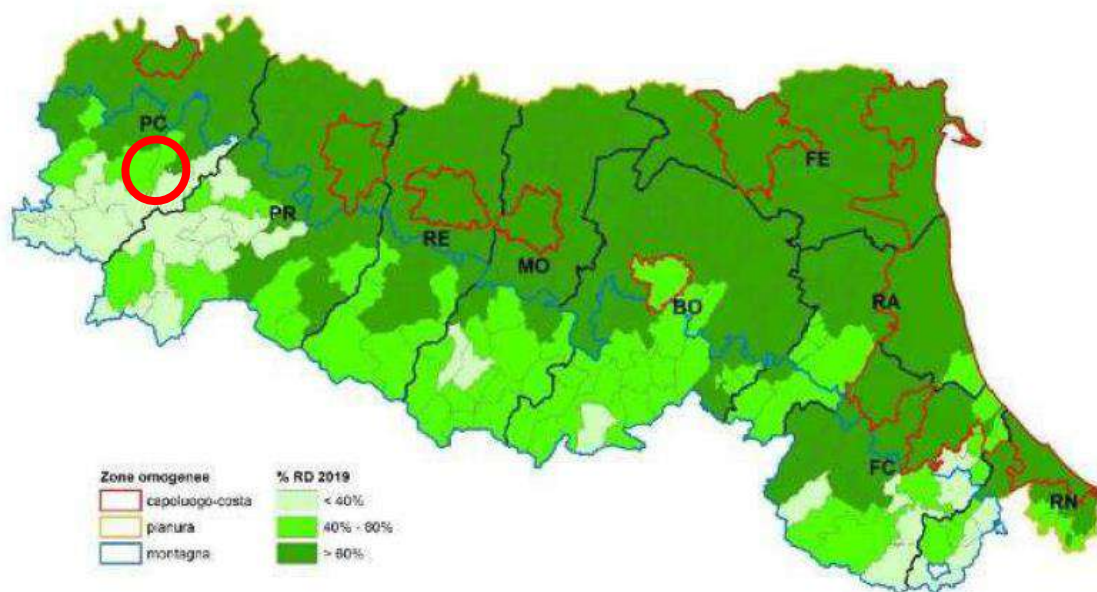 PC
FE
PR
RE
MO
BO
RA
FC
RN
Zone omogenee
capoluogo-costa
pianura
montagna
% RD 2019
< 40%
40% - 60%
> 60%